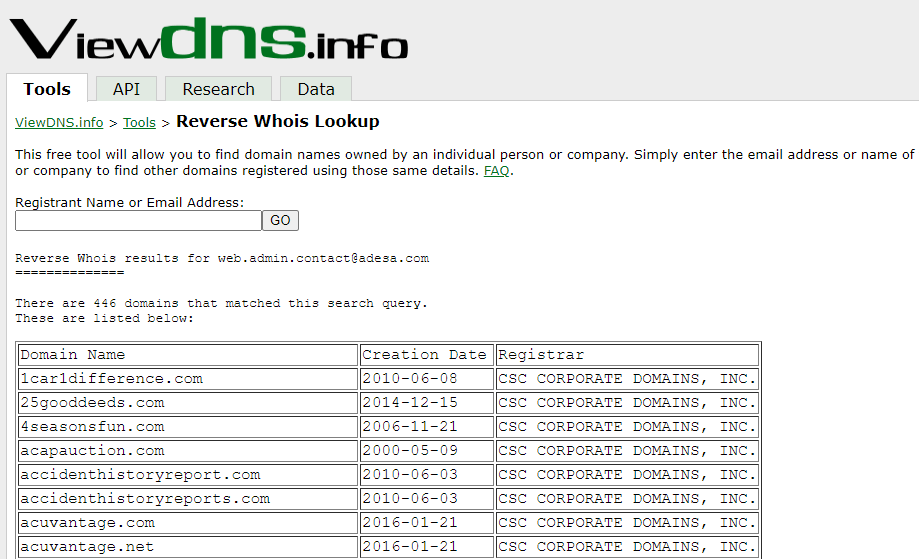 Viewdns.info
Tools API Research Data
ViewDNS.info > Tools > Reverse Whois Lookup
This free tool will allow you to find domain names owned by an individual person or company. Simply enter the email address or name of
or company to find other domains registered using those same details. FAQ.
Registrant Name or Email Address:
GO
Reverse Whois results for web.admin.contact@adesa.com
==============
There are 446 domains that matched this search query.
These are listed below:
Domain Name Creation Date Registrar
1car1difference.com 2010-06-08 CSC CORPORATE DOMAINS, INC.
25gooddeeds.com 2014-12-15 CSC CORPORATE DOMAINS, INC.
4seasonsfun.com 2006-11-21 CSC CORPORATE DOMAINS, INC.
acapauction.com 2000-05-09 CSC CORPORATE DOMAINS, INC.
accidenthistoryreport.com 2010-06-03 CSC CORPORATE DOMAINS, INC.
accidenthistoryreports.com 2010-06-03 CSC CORPORATE DOMAINS, INC.
acuvantage.com 2016-01-21 CSC CORPORATE DOMAINS, INC.
acuvantage.net 2016-01-21 CSC CORPORATE DOMAINS, INC.